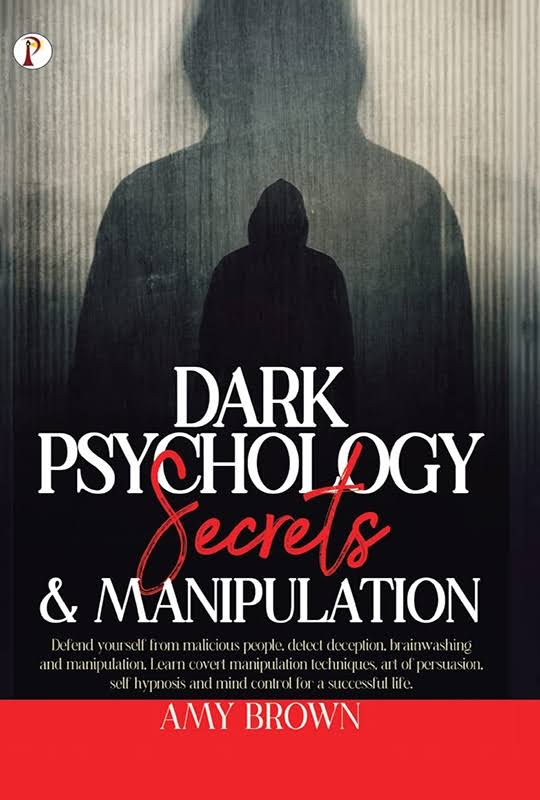 DARK
PSYCHOLOGY
Secrets
& MANIPULATION
Defend yourself from malicious people, detect deception, brainwashing
and manipulation. Learn covert manipulation techniques, art of persuasion,
self hypnosis and mind control for a successful life.
AMY BROWN